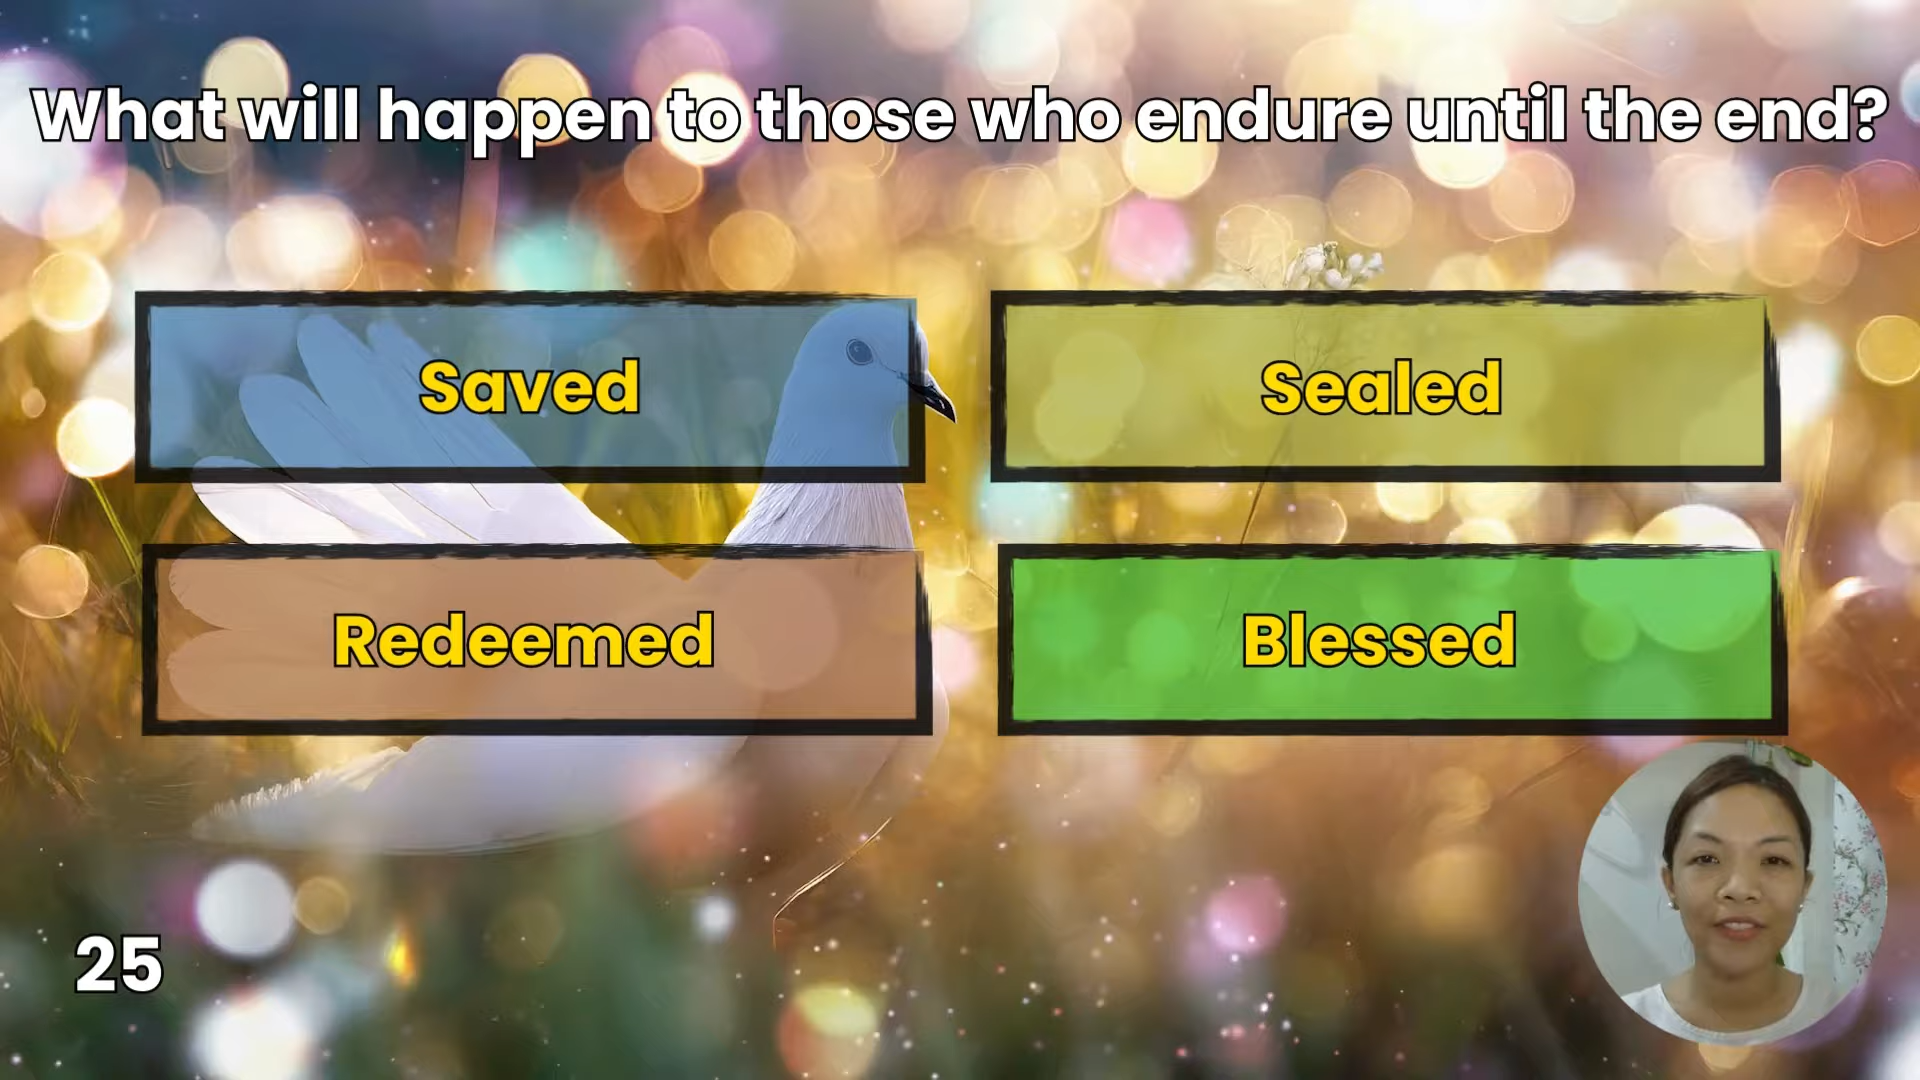 What will happen to those who endure until the end?
Saved
Sealed
Redeemed
Blessed
25